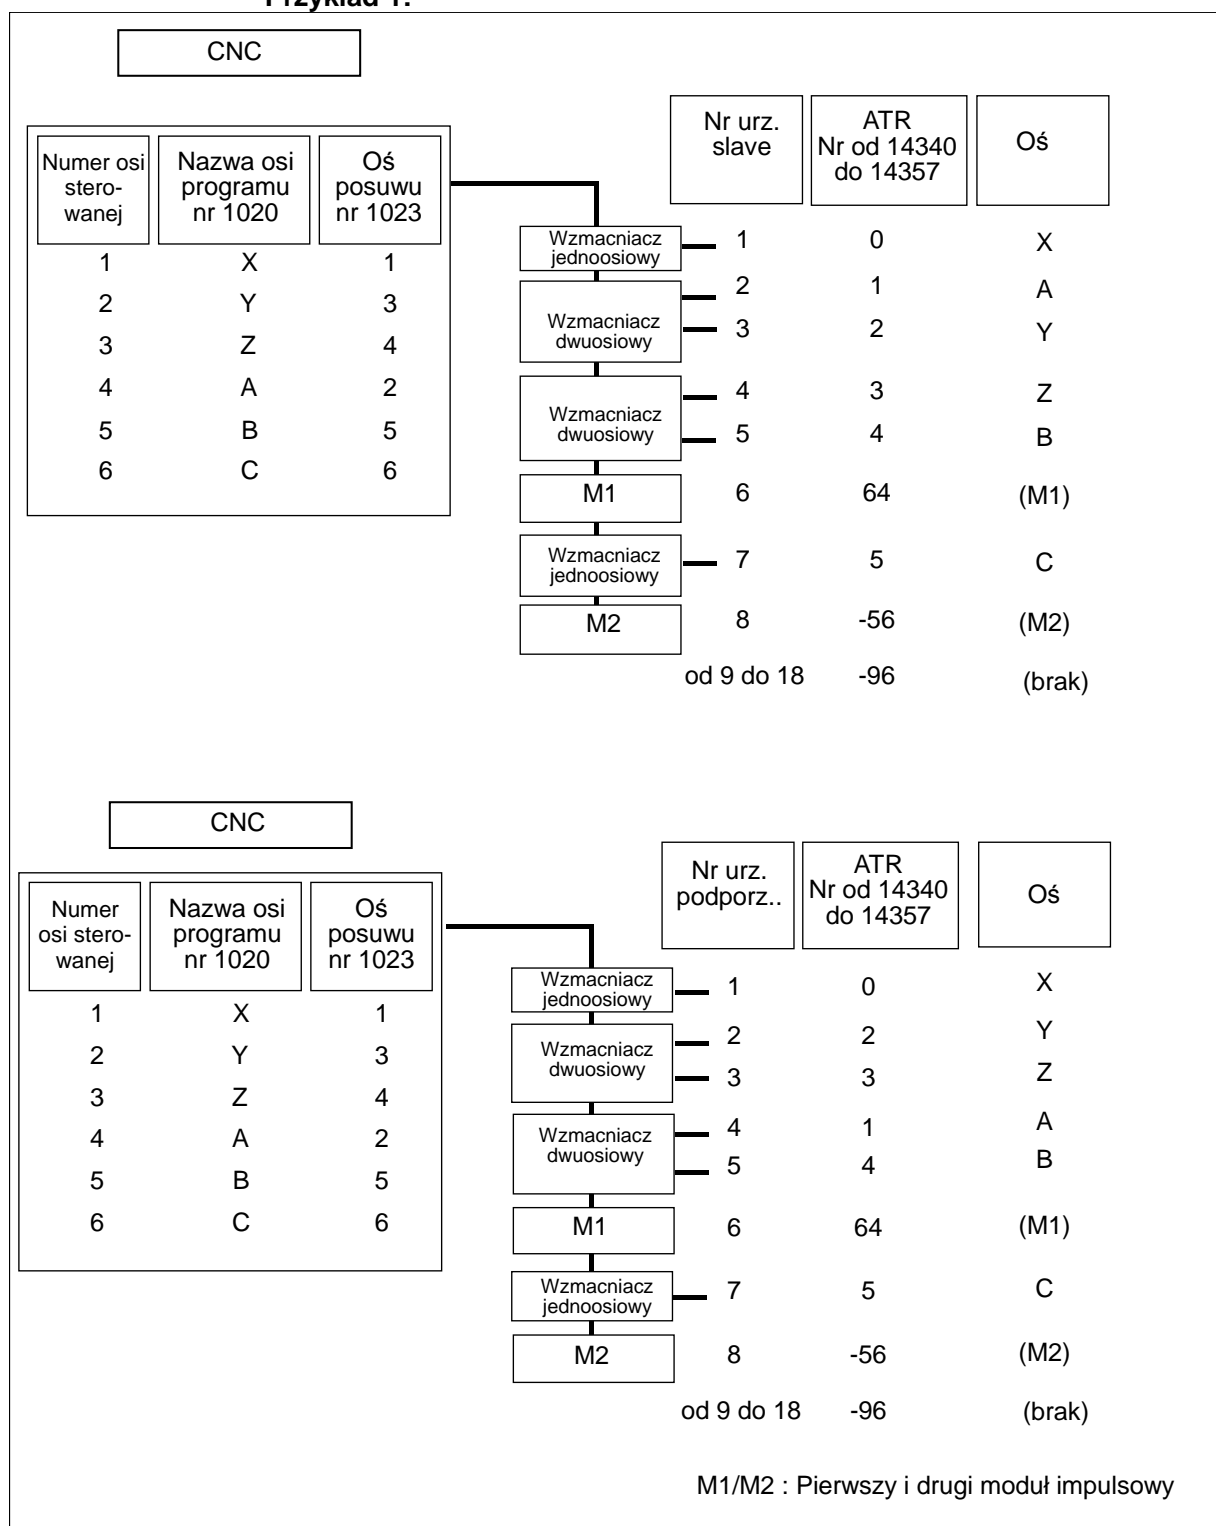 Przykład 1:
CNC
Numer osi
stero-
wanej
Nazwa osi
programu
nr 1020
Oś
posuwu
nr 1023
1 X 1
2 Y 3
3 Z 4
4 A 2
5 B 5
6 C 6
Nr urz.
slave
ATR
Nr od 14340
do 14357
Oś
Wzmacniacz
jednoosiowy
1 0 X
2 1 A
Wzmacniacz
dwuosiowy
3 2 Y
4 3 Z
Wzmacniacz
dwuosiowy
5 4 B
M1 6 64 (M1)
Wzmacniacz
jednoosiowy
7 5 C
M2 8 -56 (M2)
od 9 do 18 -96 (brak)
CNC
Numer
osi stero-
wanej
Nazwa osi
programu
nr 1020
Oś
posuwu
nr 1023
1 X 1
2 Y 3
3 Z 4
4 A 2
5 B 5
6 C 6
Nr urz.
podporz..
ATR
Nr od 14340
do 14357
Oś
Wzmacniacz
jednoosiowy
1 0 X
2 2 Y
Wzmacniacz
dwuosiowy
3 3 Z
4 1 A
Wzmacniacz
dwuosiowy
5 4 B
M1 6 64 (M1)
Wzmacniacz
jednoosiowy
7 5 C
M2 8 -56 (M2)
od 9 do 18 -96 (brak)
M1/M2 : Pierwszy i drugi moduł impulsowy